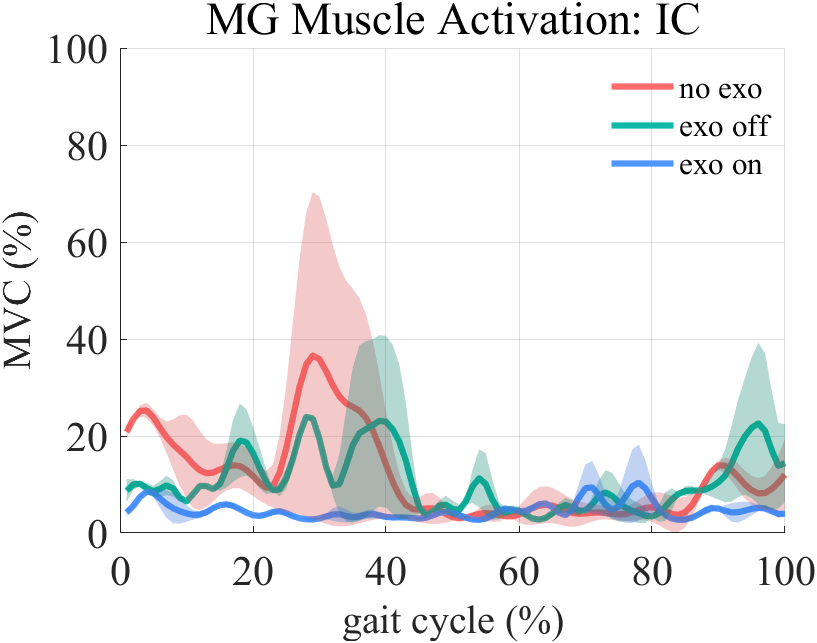 MG Muscle Activation: IC
100
80
60
40
20
0
MVC (%)
no exo
exo off
exo on
0 20 40 60 80 100
gait cycle (%)